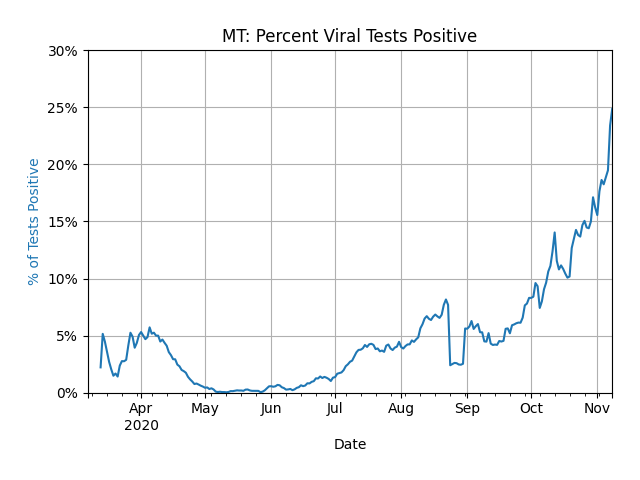 MT: Percent Viral Tests Positive
30%
25%
20%
15%
10%
5%
0%
% of Tests Positive
Apr May Jun Jul Aug Sep Oct Nov
2020
Date